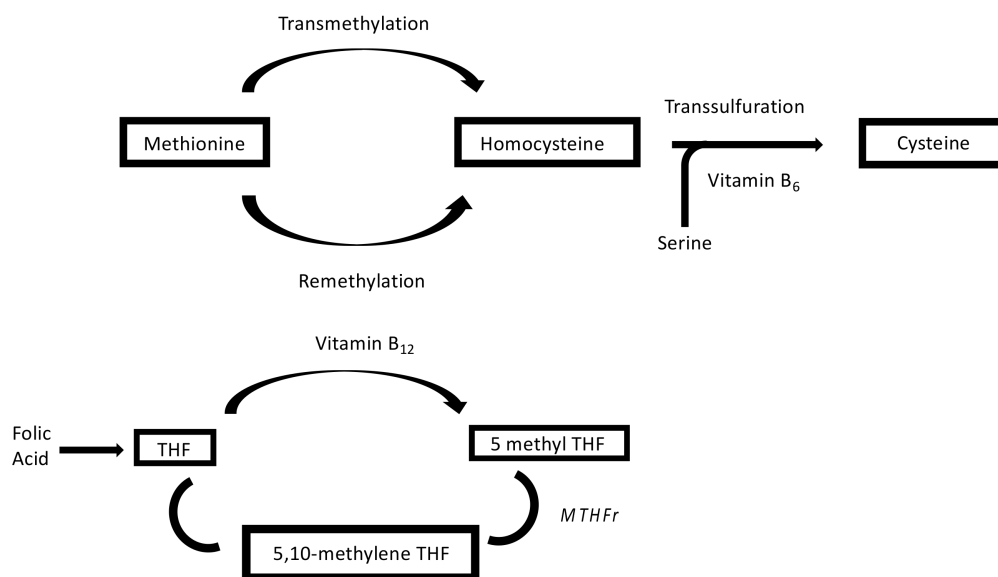 Transmethylation
Methionine
Homocysteine
Transsulfuration
Cysteine
Vitamin B₆
Serine
Remethylation
Vitamin B₁₂
Folic
Acid
THF
5 methyl THF
MTHFr
5,10-methylene THF